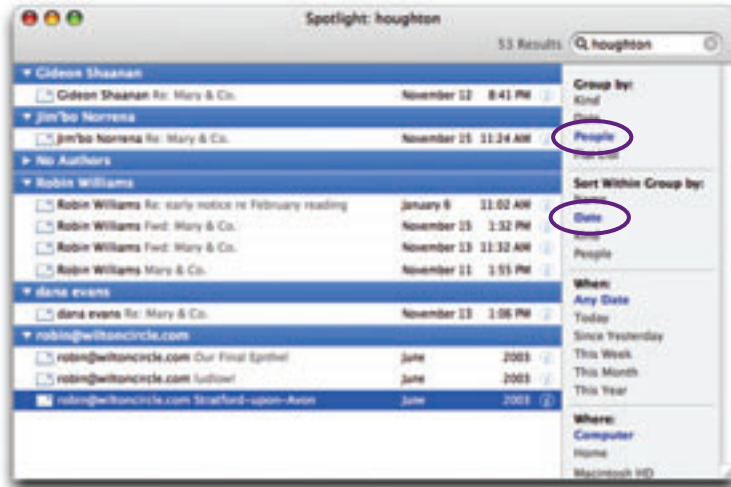 Spotlight: houghton
53 Results houghton
Gideon Shaanan
Gideon Shaanan Re: Mary & Co. November 12 8:41 PM
Jim'bo Norrena
Jim'bo Norrena Re: Mary & Co. November 15 11:24 AM
No Authors
Robin Williams
Robin Williams Re: early notice re February reading January 6 11:02 AM
Robin Williams Fwd: Mary & Co. November 15 1:32 PM
Robin Williams Fwd: Mary & Co. November 13 11:32 AM
Robin Williams Mary & Co. November 11 1:55 PM
dana evans
dana evans Re: Mary & Co. November 13 1:06 PM
robin@wiltoncircle.com
robin@wiltoncircle.com Our Final Epithel June 2003
robin@wiltoncircle.com ludlow! June 2003
robin@wiltoncircle.com Stratford-upon-Avon June 2003
Group by:
Kind
Date
People
Flat List
Sort Within Group by:
Name
Date
Kind
People
When:
Any Date
Today
Since Yesterday
This Week
This Month
This Year
Where:
Computer
Home
Macintosh HD